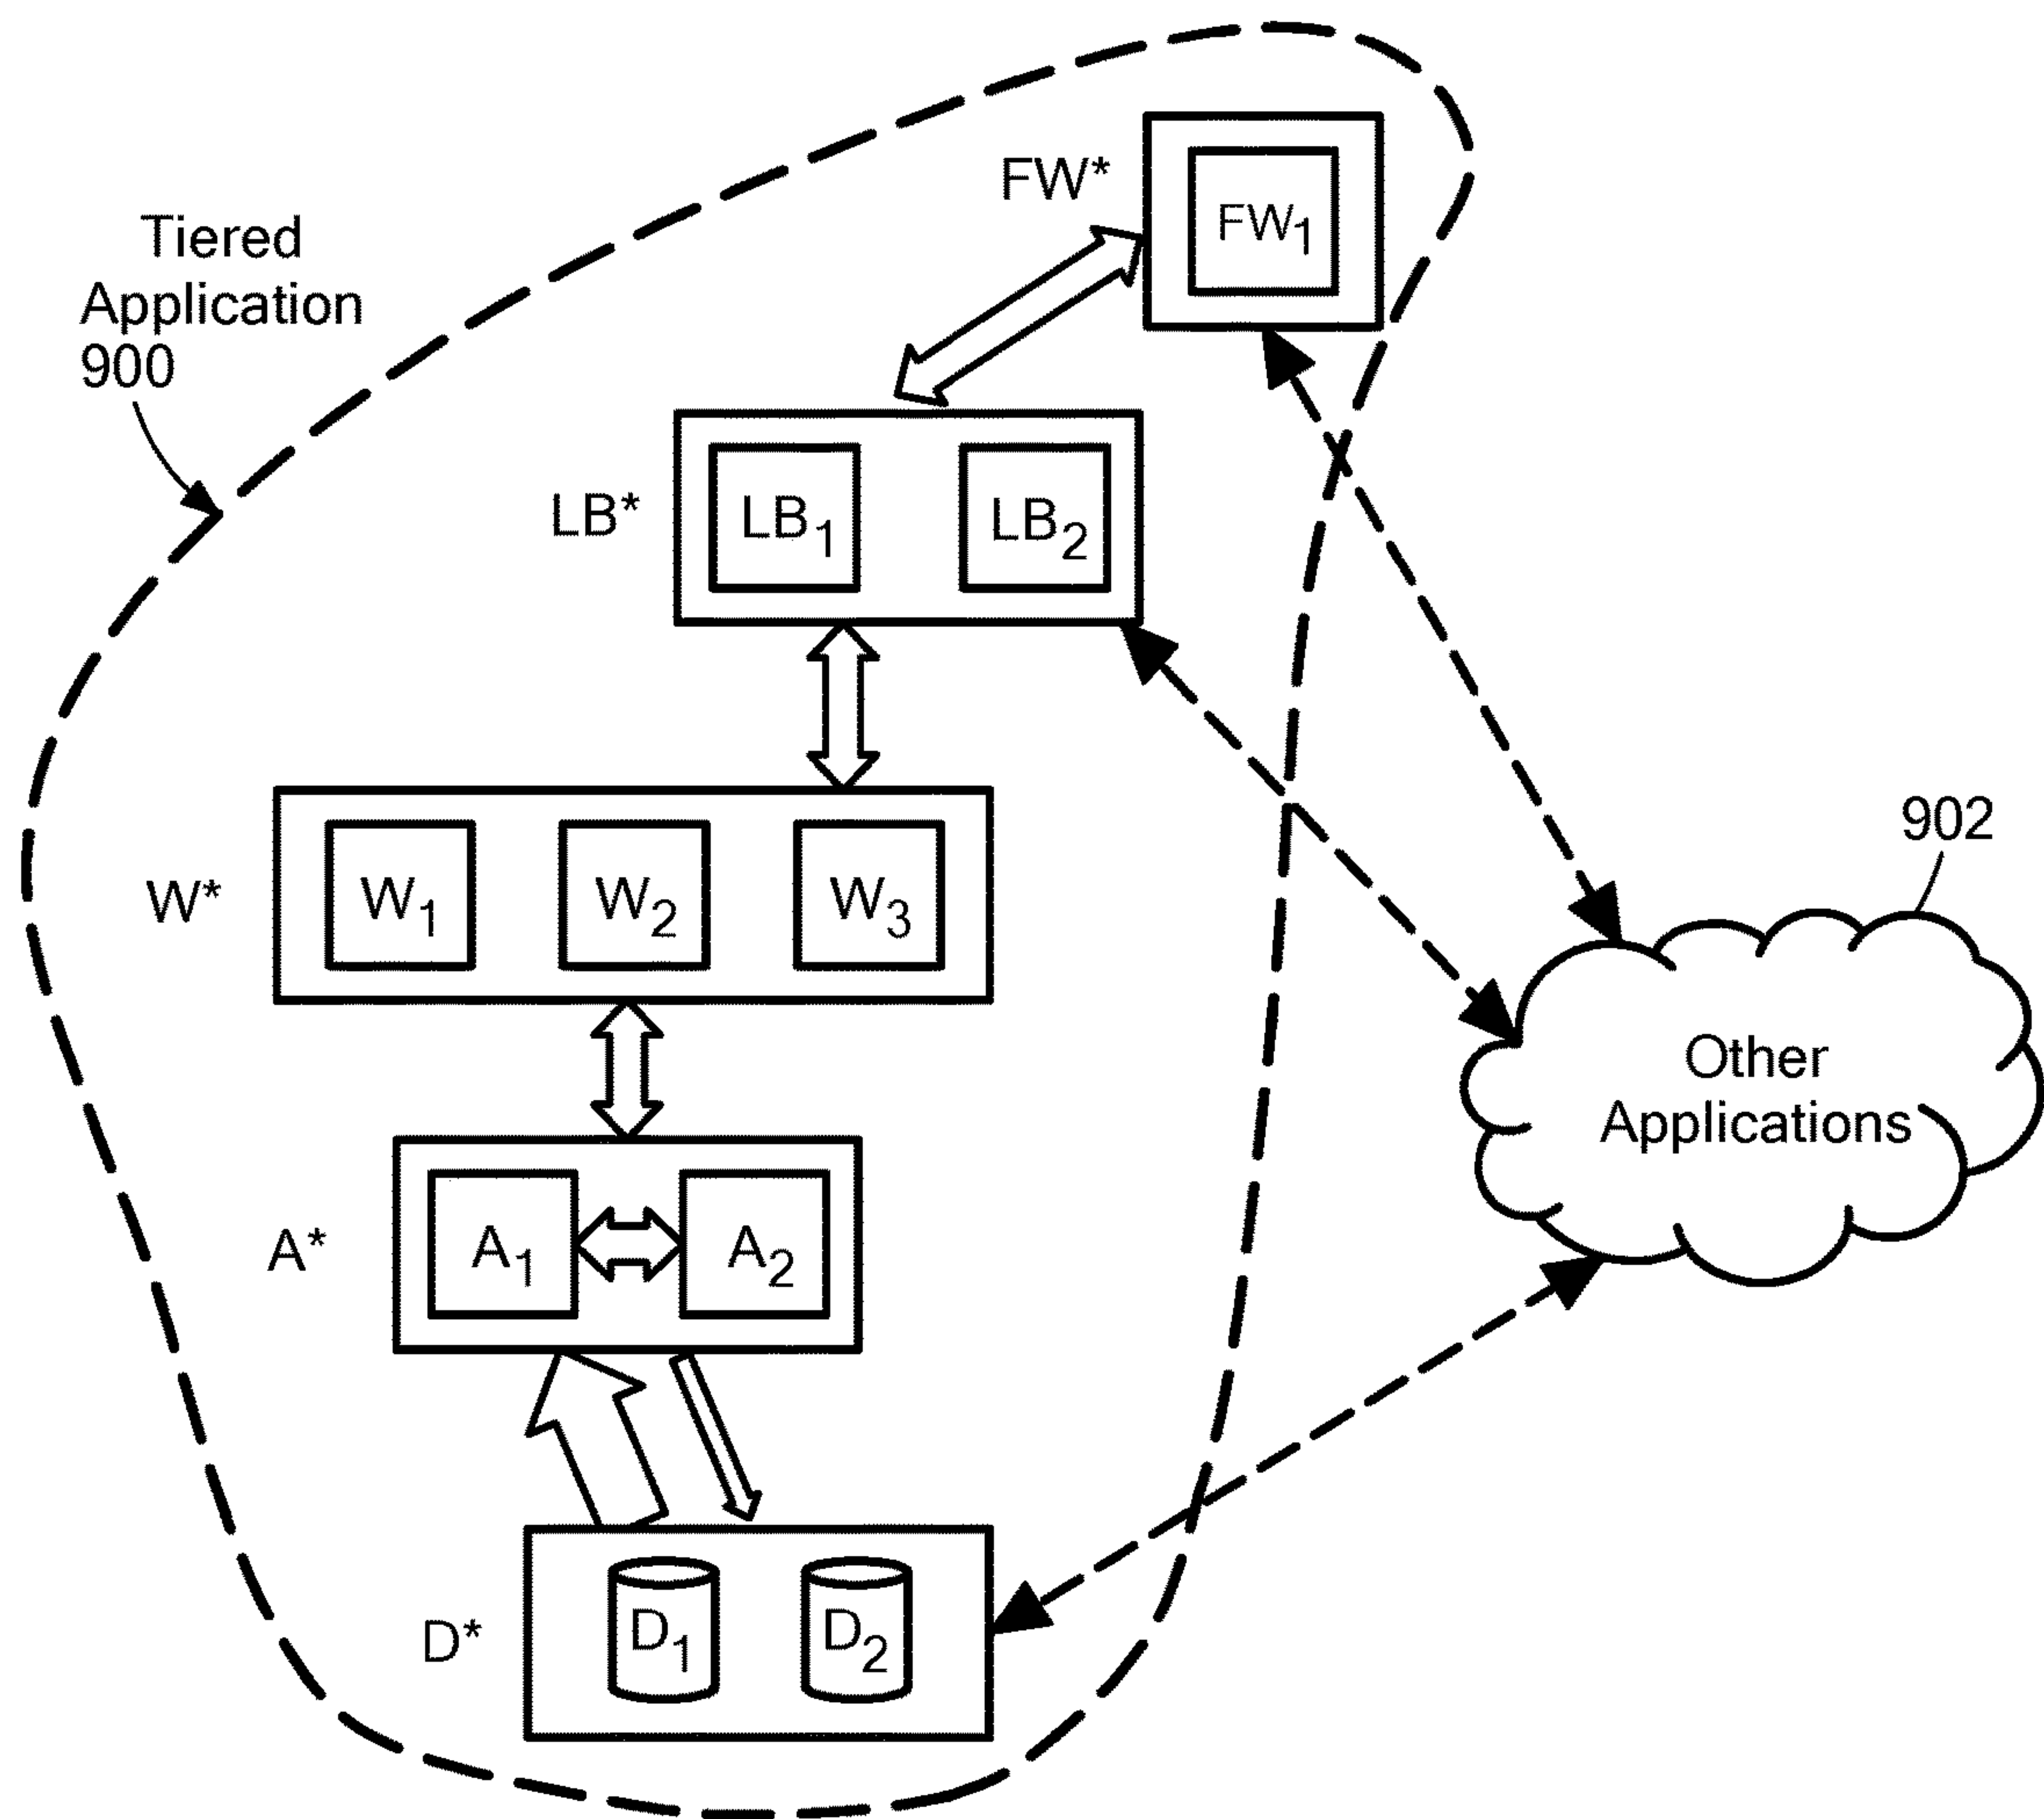 Tiered
Application
900
FW*
FW₁
LB*
LB₁
LB₂
W*
W₁
W₂
W₃
902
Other
Applications
A*
A₁
A₂
D*
D₁
D₂